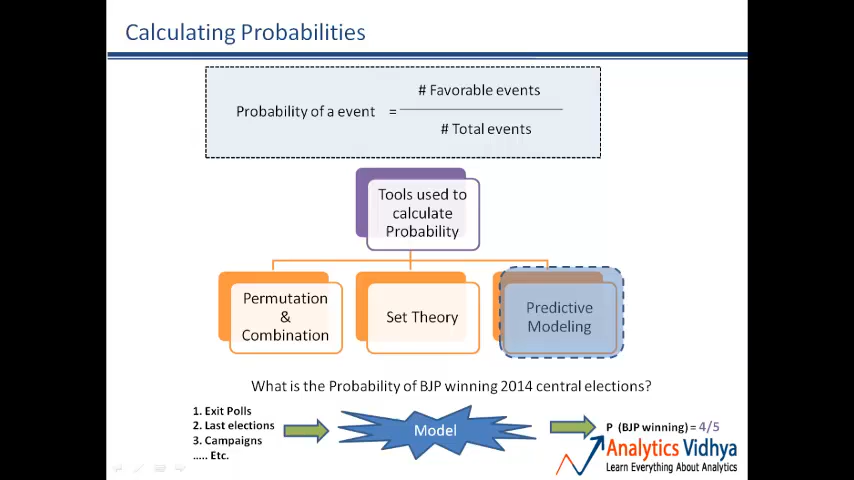 Calculating Probabilities
# Favorable events
Probability of a event =
# Total events
Tools used to
calculate
Probability
Permutation
&
Combination
Set Theory
Predictive
Modeling
What is the Probability of BJP winning 2014 central elections?
1. Exit Polls
2. Last elections
3. Campaigns
..... Etc.
Model
P (BJP winning) = 4/5
Analytics Vidhya
Learn Everything About Analytics